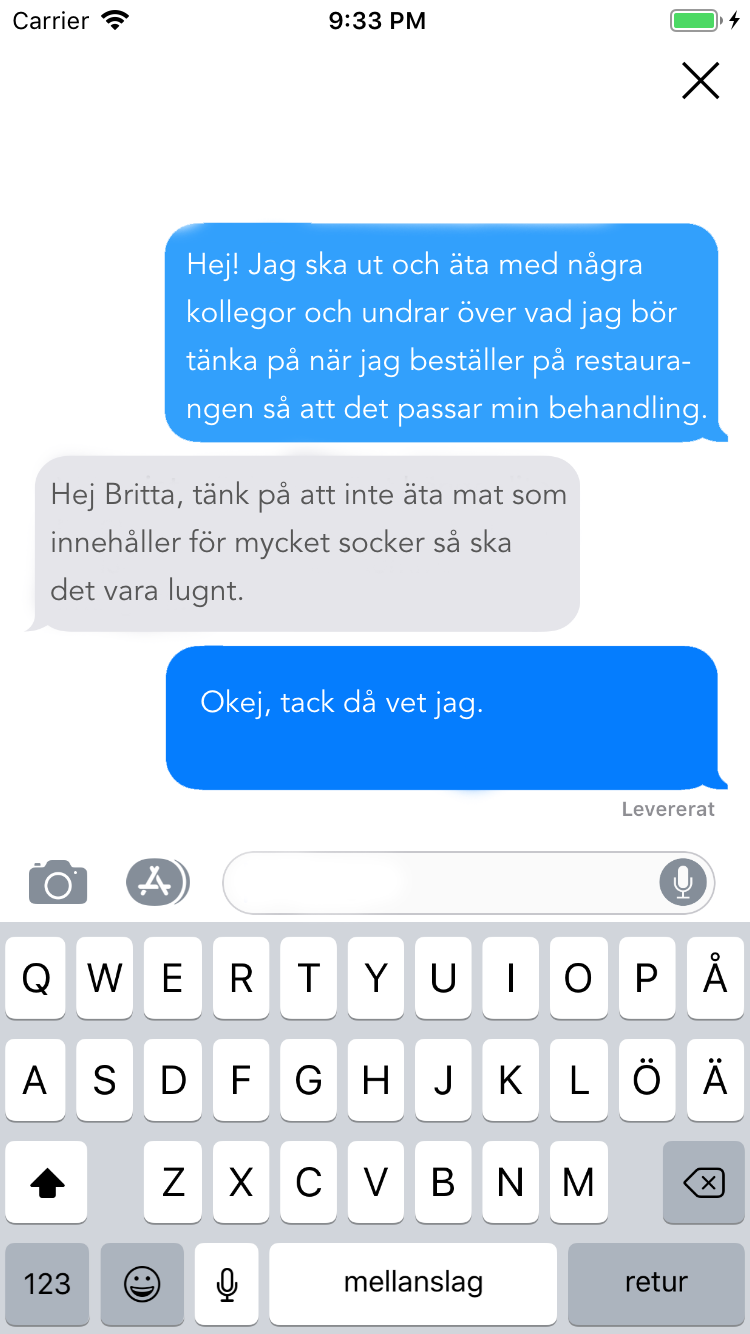 Carrier 9:33 PM
Hej! Jag ska ut och äta med några
kollegor och undrar över vad jag bör
tänka på när jag beställer på restaura-
ngen så att det passar min behandling.
Hej Britta, tänk på att inte äta mat som
innehåller för mycket socker så ska
det vara lugnt.
Okej, tack då vet jag.
Levererat
Q W E R T Y U I O P Å
A S D F G H J K L Ö Ä
Z X C V B N M
123 mellanslag retur